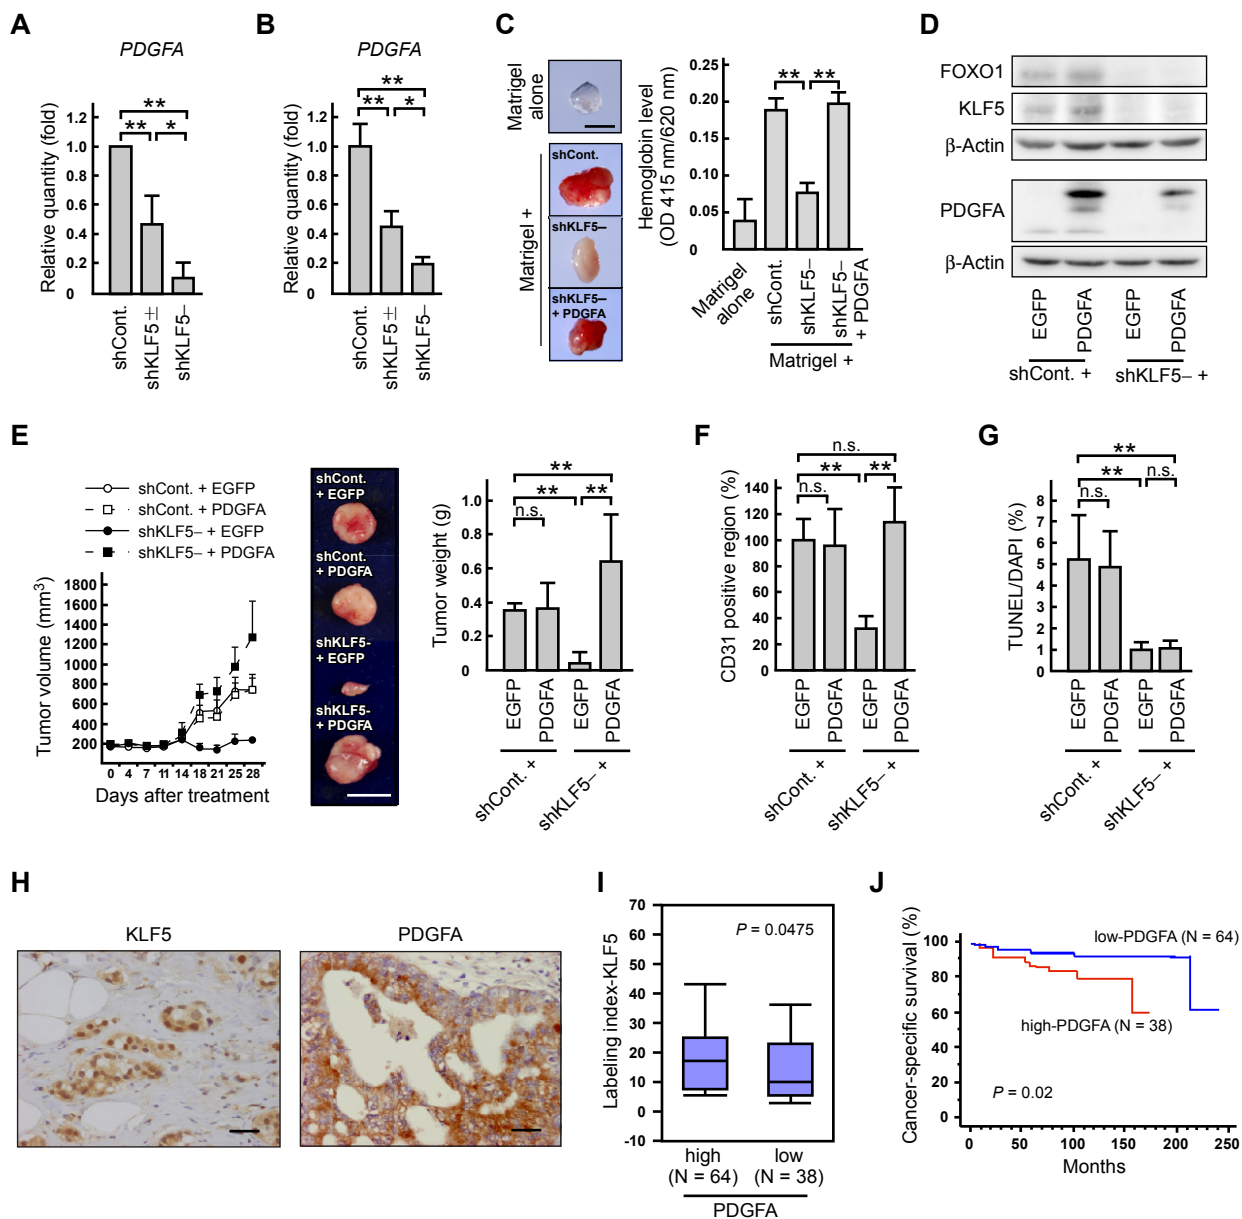 A
PDGFA
Relative quantity (fold)
1.2
1.0
0.8
0.6
0.4
0.2
0
**
**
*
shCont.
shKLF5±
shKLF5–
B
PDGFA
Relative quantity (fold)
1.2
1.0
0.8
0.6
0.4
0.2
0
**
**
*
shCont.
shKLF5±
shKLF5–
C
Matrigel
alone
Matrigel +
shCont.
shKLF5–
shKLF5–
+ PDGFA
Hemoglobin level
(OD 415 nm/620 nm)
0.25
0.20
0.15
0.10
0.05
0
**
**
Matrigel
alone
shCont.
shKLF5–
shKLF5–
+ PDGFA
Matrigel +
D
FOXO1
KLF5
β-Actin
PDGFA
β-Actin
EGFP
PDGFA
EGFP
PDGFA
shCont. +
shKLF5– +
E
shCont. + EGFP
shCont. + PDGFA
shKLF5– + EGFP
shKLF5– + PDGFA
Tumor volume (mm3)
1800
1600
1400
1200
1000
800
600
400
200
0 4 7 11 14 18 21 25 28
Days after treatment
shCont.
+ EGFP
shCont.
+ PDGFA
shKLF5-
+ EGFP
shKLF5-
+ PDGFA
Tumor weight (g)
1.0
0.8
0.6
0.4
0.2
0
**
**
**
n.s.
EGFP
PDGFA
EGFP
PDGFA
shCont. +
shKLF5– +
F
CD31 positive region (%)
140
120
100
80
60
40
20
0
n.s.
**
**
n.s.
EGFP
PDGFA
EGFP
PDGFA
shCont. +
shKLF5– +
G
TUNEL/DAPI (%)
8
7
6
5
4
3
2
1
0
**
**
n.s.
n.s.
EGFP
PDGFA
EGFP
PDGFA
shCont. +
shKLF5– +
H
KLF5
PDGFA
I
Labeling index-KLF5
70
60
50
40
30
20
10
0
-10
P = 0.0475
high
(N = 64)
low
(N = 38)
PDGFA
J
Cancer-specific survival (%)
100
80
60
40
20
0
low-PDGFA (N = 64)
high-PDGFA (N = 38)
P = 0.02
0 50 100 150 200 250
Months